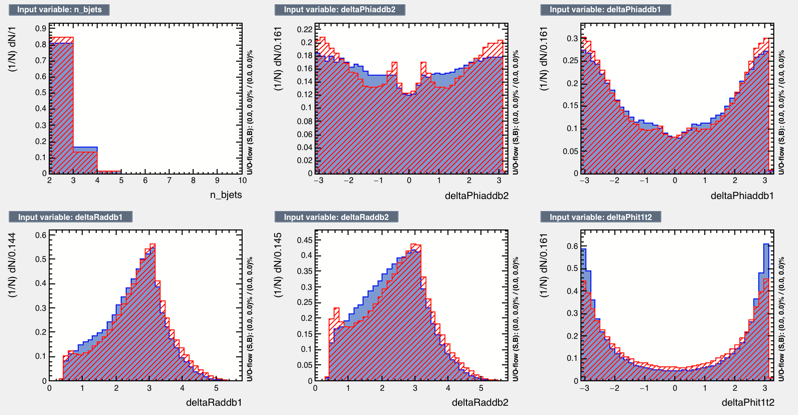 Input variable: n_bjets
(1/N) dN/1
0.9
0.8
0.7
0.6
0.5
0.4
0.3
0.2
0.1
0
2 3 4 5 6 7 8 9 10
n_bjets
U/O-flow (S,B): (0.0, 0.0)% / (0.0, 0.0)%
Input variable: deltaPhiaddb2
(1/N) dN/0.161
0.22
0.2
0.18
0.16
0.14
0.12
0.1
0.08
0.06
0.04
0.02
0
−3 −2 −1 0 1 2 3
deltaPhiaddb2
U/O-flow (S,B): (0.0, 0.0)% / (0.0, 0.0)%
Input variable: deltaPhiaddb1
(1/N) dN/0.161
0.3
0.25
0.2
0.15
0.1
0.05
0
−3 −2 −1 0 1 2 3
deltaPhiaddb1
U/O-flow (S,B): (0.0, 0.0)% / (0.0, 0.0)%
Input variable: deltaRaddb1
(1/N) dN/0.144
0.6
0.5
0.4
0.3
0.2
0.1
0
1 2 3 4 5
deltaRaddb1
U/O-flow (S,B): (0.0, 0.0)% / (0.0, 0.0)%
Input variable: deltaRaddb2
(1/N) dN/0.145
0.45
0.4
0.35
0.3
0.25
0.2
0.15
0.1
0.05
0
1 2 3 4 5
deltaRaddb2
U/O-flow (S,B): (0.0, 0.0)% / (0.0, 0.0)%
Input variable: deltaPhit1t2
(1/N) dN/0.161
0.6
0.5
0.4
0.3
0.2
0.1
0
−3 −2 −1 0 1 2 3
deltaPhit1t2
U/O-flow (S,B): (0.0, 0.0)% / (0.0, 0.0)%